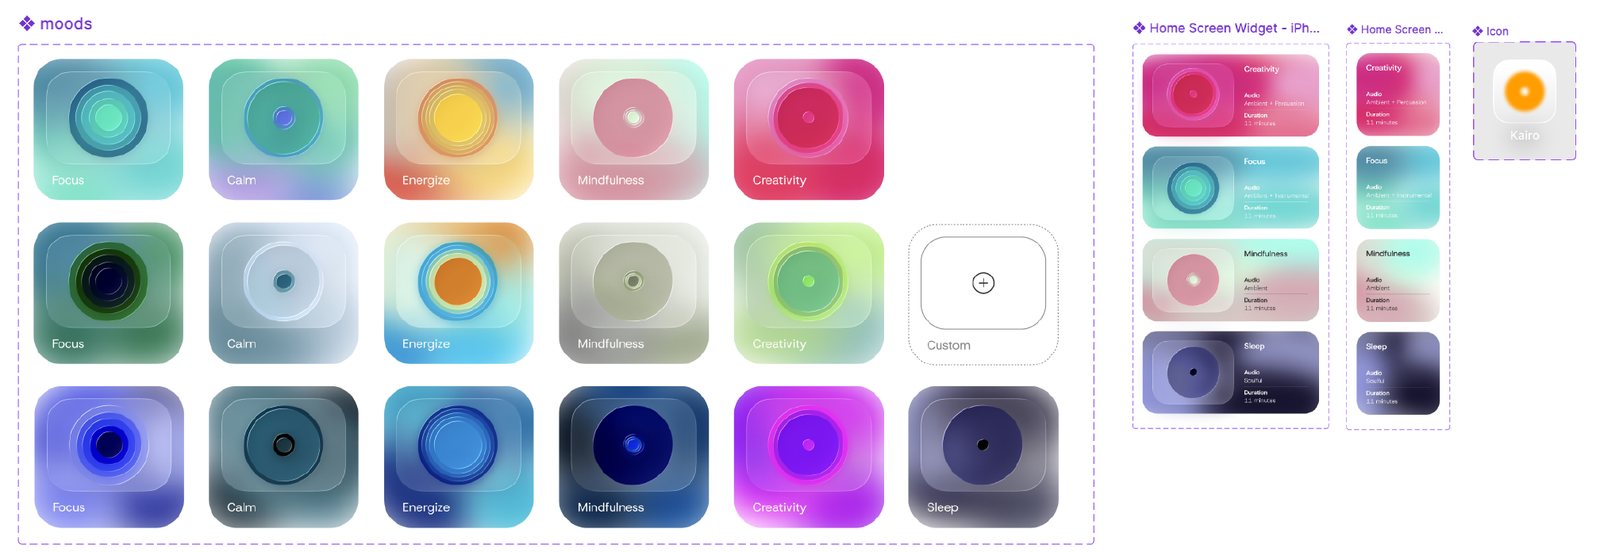 moods
Focus
Calm
Energize
Mindfulness
Creativity
Focus
Calm
Energize
Mindfulness
Creativity
Custom
Focus
Calm
Energize
Mindfulness
Creativity
Sleep
Home Screen Widget - iPh...
Creativity
Audio
Ambient + Percussion
Duration
11 minutes
Focus
Audio
Ambient + Instrumental
Duration
11 minutes
Mindfulness
Audio
Ambient
Duration
11 minutes
Sleep
Audio
Soulful
Duration
11 minutes
Home Screen ...
Creativity
Audio
Ambient + Percussion
Duration
11 minutes
Focus
Audio
Ambient + Instrumental
Duration
11 minutes
Mindfulness
Audio
Ambient
Duration
11 minutes
Sleep
Audio
Soulful
Duration
11 minutes
Icon
Kairo